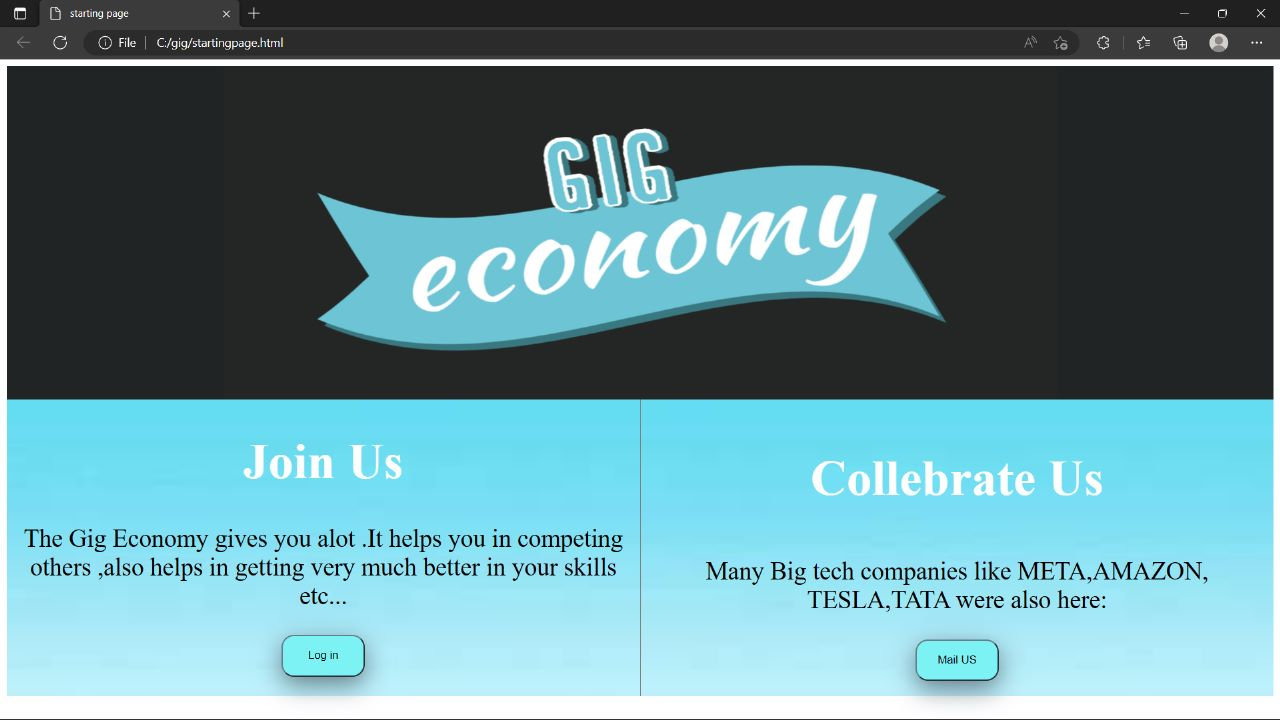 starting page
File
C:/gig/startingpage.html
GIG
economy
Join Us
The Gig Economy gives you alot .It helps you in competing
others ,also helps in getting very much better in your skills
etc...
Log in
Collebrate Us
Many Big tech companies like META,AMAZON,
TESLA,TATA were also here:
Mail US